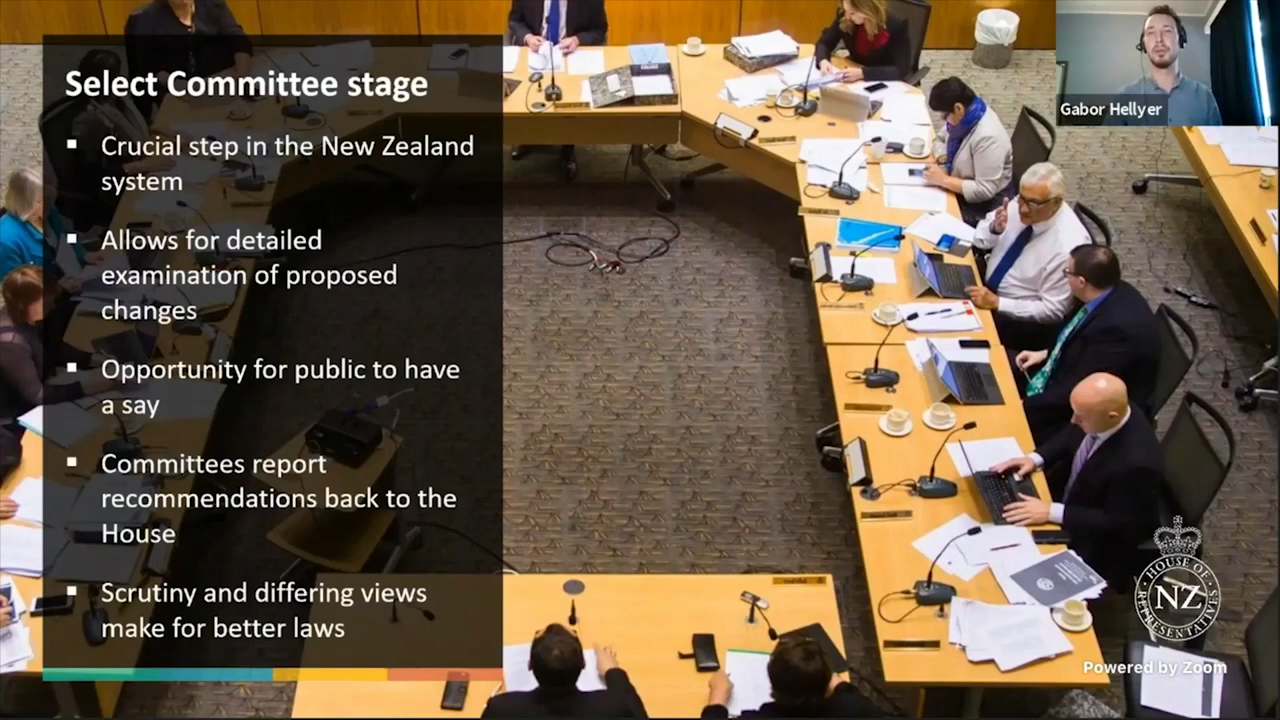 Select Committee stage
Crucial step in the New Zealand
system
Allows for detailed
examination of proposed
changes
Opportunity for public to have
a say
Committees report
recommendations back to the
House
Scrutiny and differing views
make for better laws
Gabor Hellyer
HOUSE OF
NZ
REPRESENTATIVES
Powered by Zoom